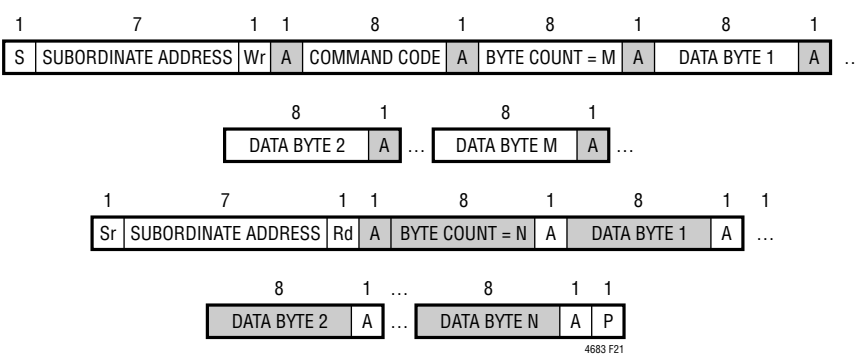 1 7 1 1 8 1 8 1 8 1
S SUBORDINATE ADDRESS Wr A COMMAND CODE A BYTE COUNT = M A DATA BYTE 1 A …
8 1 8 1
DATA BYTE 2 A … DATA BYTE M A …
1 7 1 1 8 1 8 1 1
Sr SUBORDINATE ADDRESS Rd A BYTE COUNT = N A DATA BYTE 1 A …
8 1 … 8 1 1
DATA BYTE 2 A … DATA BYTE N A P
4683 F21